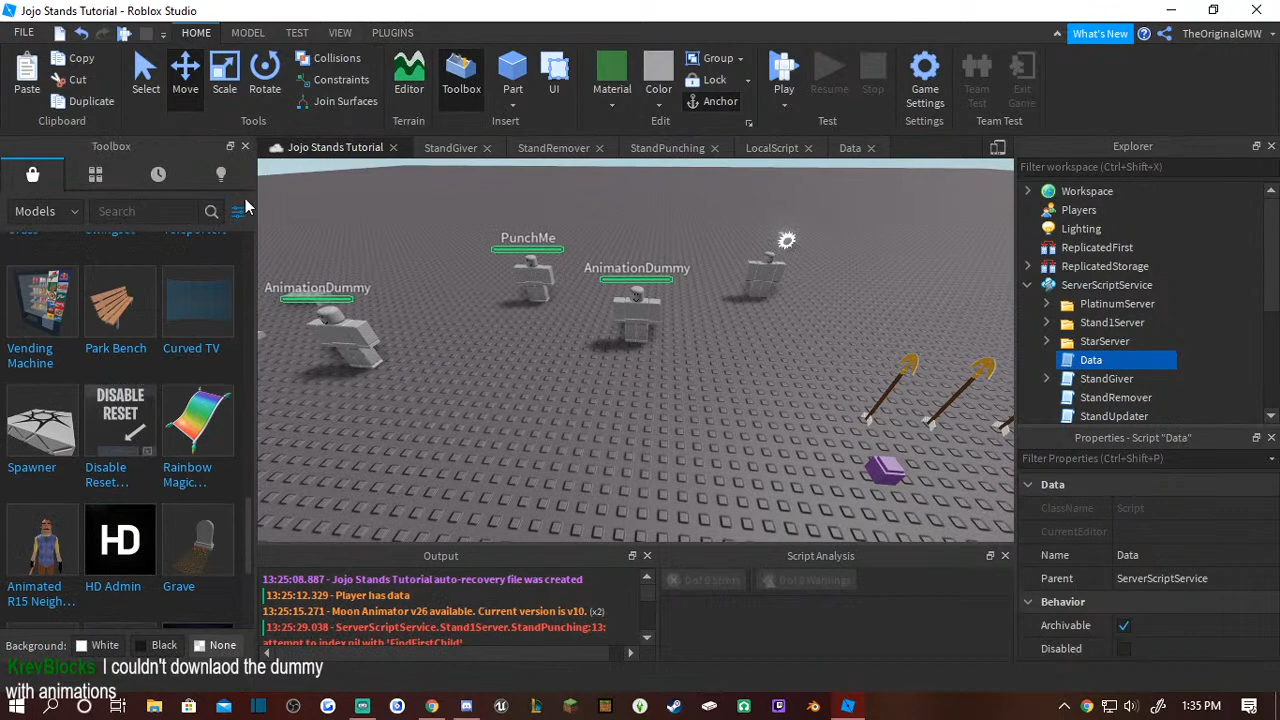 Jojo Stands Tutorial - Roblox Studio
FILE HOME MODEL TEST VIEW PLUGINS What's New TheOriginalGMW
Paste Copy Cut Duplicate Select Move Scale Rotate Collisions Constraints Join Surfaces Editor Toolbox Part UI Material Color Group Lock Anchor Play Resume Stop Game Settings Team Test Exit Game
Clipboard Tools Terrain Insert Edit Test Settings Team Test
Toolbox
Jojo Stands Tutorial StandGiver StandRemover StandPunching LocalScript Data
Models Search
Vending Machine Park Bench Curved TV
DISABLE RESET
Spawner Disable Reset... Rainbow Magic...
HD
Animated R15 Neigh... HD Admin Grave
Background: White Black None
PunchMe
AnimationDummy
AnimationDummy
Output
13:25:08.887 - Jojo Stands Tutorial auto-recovery file was created
13:25:12.329 - Player has data
13:25:15.271 - Moon Animator v26 available. Current version is v10. (x2)
13:25:29.038 - ServerScriptService.Stand1Server.StandPunching:13:
attempt to index nil with 'FindFirstChild'
Script Analysis
0 of 0 Errors 0 of 0 Warnings
Explorer
Filter workspace (Ctrl+Shift+X)
Workspace
Players
Lighting
ReplicatedFirst
ReplicatedStorage
ServerScriptService
PlatinumServer
Stand1Server
StarServer
Data
StandGiver
StandRemover
StandUpdater
Properties - Script "Data"
Filter Properties (Ctrl+Shift+P)
Data
ClassName Script
CurrentEditor
Name Data
Parent ServerScriptService
Behavior
Archivable
Disabled
KrevBlocks I couldn't downlaod the dummy
with animations
1:35 PM